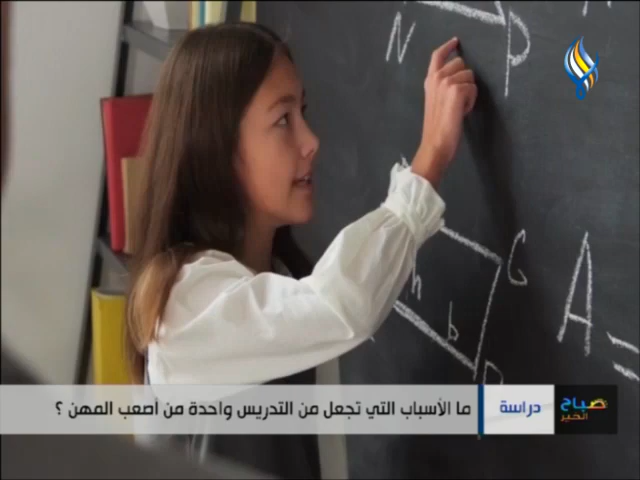 N
P
h
G
b
P
A =
ما الأسباب التي تجعل من التدريس واحدة من أصعب المهن ؟
دراسة
صباح
الخير